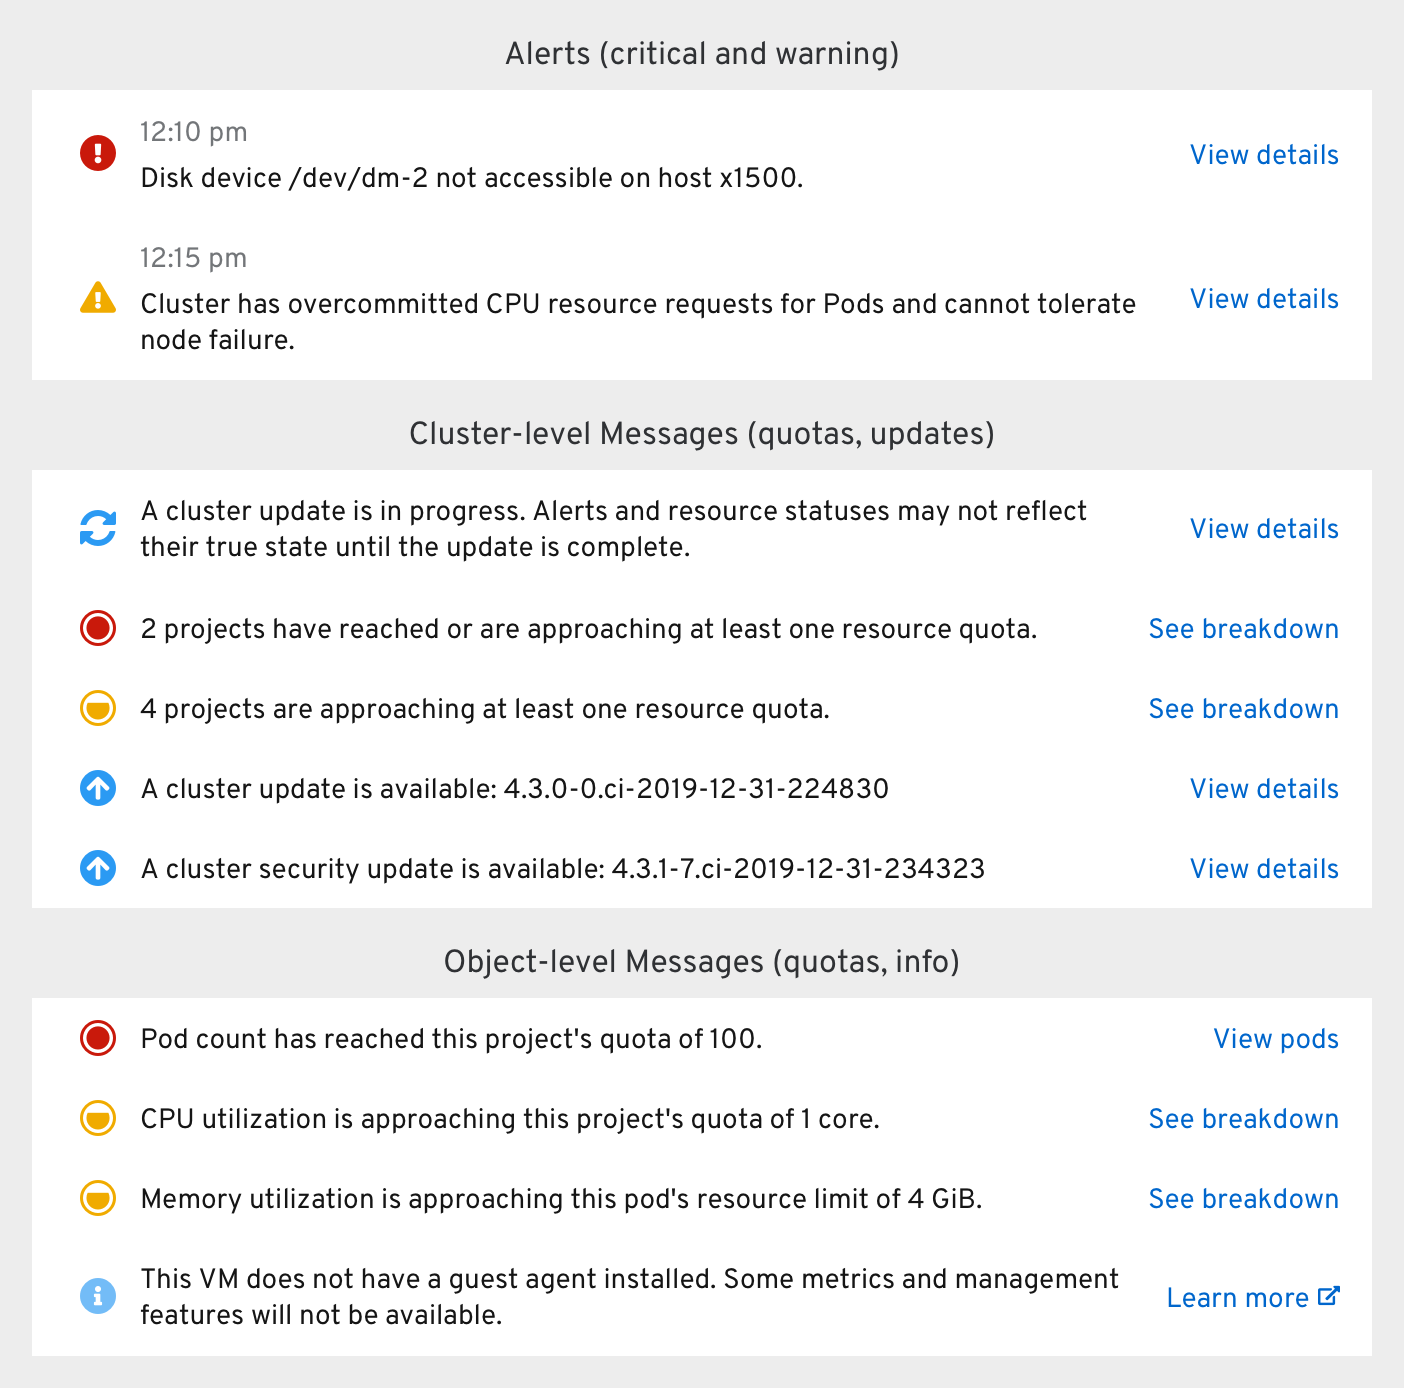 Alerts (critical and warning)
12:10 pm
Disk device /dev/dm-2 not accessible on host x1500.
View details
12:15 pm
Cluster has overcommitted CPU resource requests for Pods and cannot tolerate
node failure.
View details
Cluster-level Messages (quotas, updates)
A cluster update is in progress. Alerts and resource statuses may not reflect
their true state until the update is complete.
View details
2 projects have reached or are approaching at least one resource quota.
See breakdown
4 projects are approaching at least one resource quota.
See breakdown
A cluster update is available: 4.3.0-0.ci-2019-12-31-224830
View details
A cluster security update is available: 4.3.1-7.ci-2019-12-31-234323
View details
Object-level Messages (quotas, info)
Pod count has reached this project's quota of 100.
View pods
CPU utilization is approaching this project's quota of 1 core.
See breakdown
Memory utilization is approaching this pod's resource limit of 4 GiB.
See breakdown
This VM does not have a guest agent installed. Some metrics and management
features will not be available.
Learn more